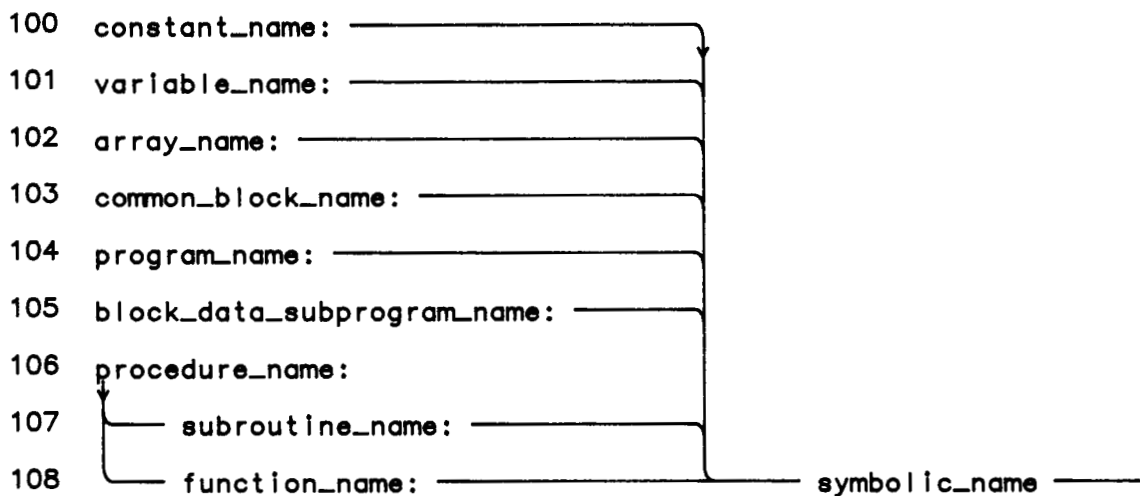 100 constant_name:
101 variable_name:
102 array_name:
103 common_block_name:
104 program_name:
105 block_data_subprogram_name:
106 procedure_name:
107 subroutine_name:
108 function_name: symbolic_name